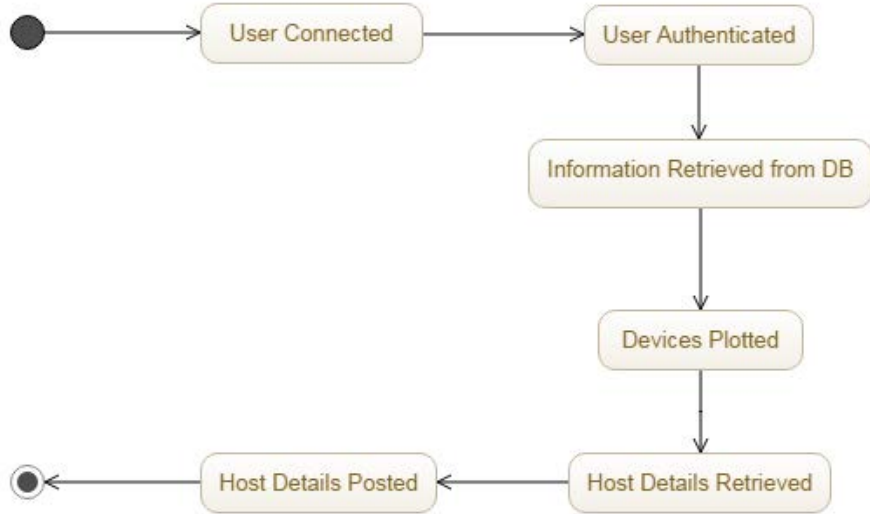 User Connected
User Authenticated
Information Retrieved from DB
Devices Plotted
Host Details Retrieved
Host Details Posted